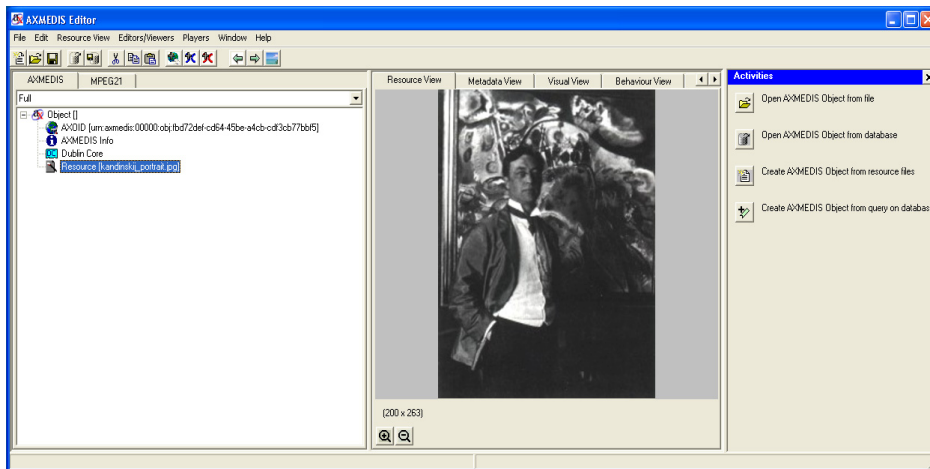 AXMEDIS Editor
File Edit Resource View Editors/Viewers Players Window Help
AXMEDIS MPEG21
Full
Object []
AXOID [urn:axmedis:00000:obj:fbd72def-cd64-45be-a4cb-cdf3cb77bbf5]
AXMEDIS Info
DC Dublin Core
Resource [kandinskij_portrait.jpg]
Resource View Metadata View Visual View Behaviour View
(200 x 263)
Activities
Open AXMEDIS Object from file
Open AXMEDIS Object from database
Create AXMEDIS Object from resource files
Create AXMEDIS Object from query on databas